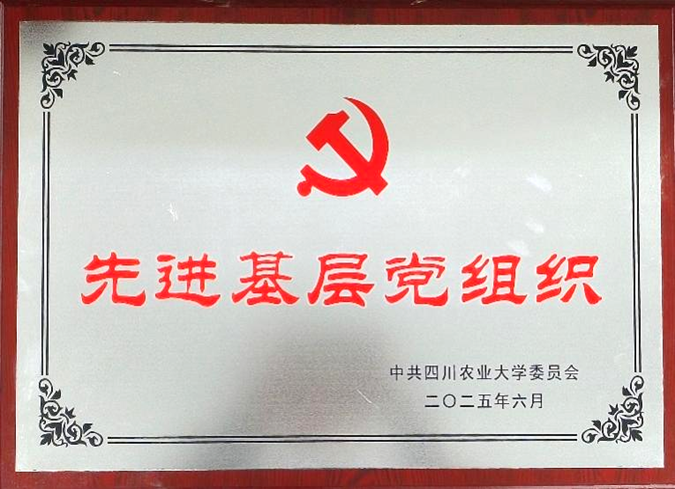 先进基层党组织
中共四川农业大学委员会
二〇二五年六月